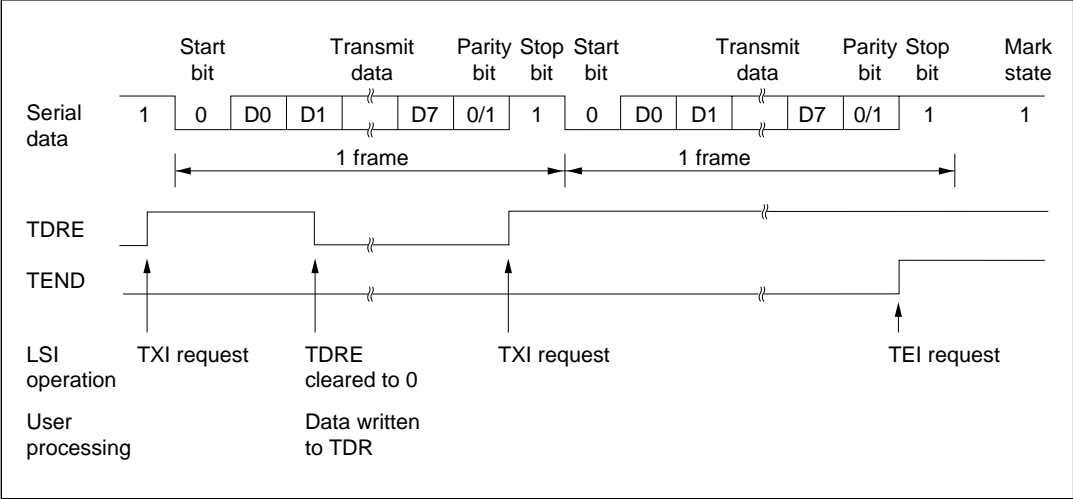 Start bit Transmit data Parity bit Stop bit Start bit Transmit data Parity bit Stop bit Mark state
Serial data 1 0 D0 D1 D7 0/1 1 0 D0 D1 D7 0/1 1 1
1 frame 1 frame
TDRE
TEND
LSI operation TXI request TDRE cleared to 0 TXI request TEI request
User processing Data written to TDR